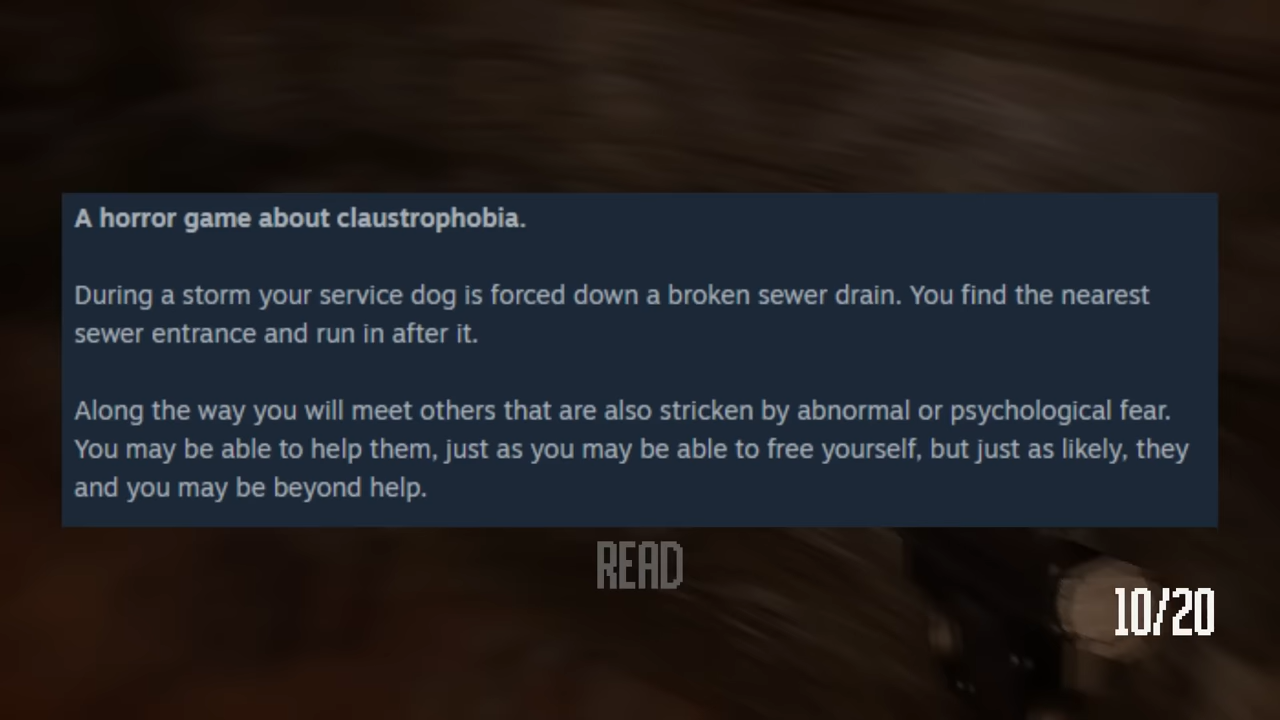 A horror game about claustrophobia.
During a storm your service dog is forced down a broken sewer drain. You find the nearest
sewer entrance and run in after it.
Along the way you will meet others that are also stricken by abnormal or psychological fear.
You may be able to help them, just as you may be able to free yourself, but just as likely, they
and you may be beyond help.
READ
10/20